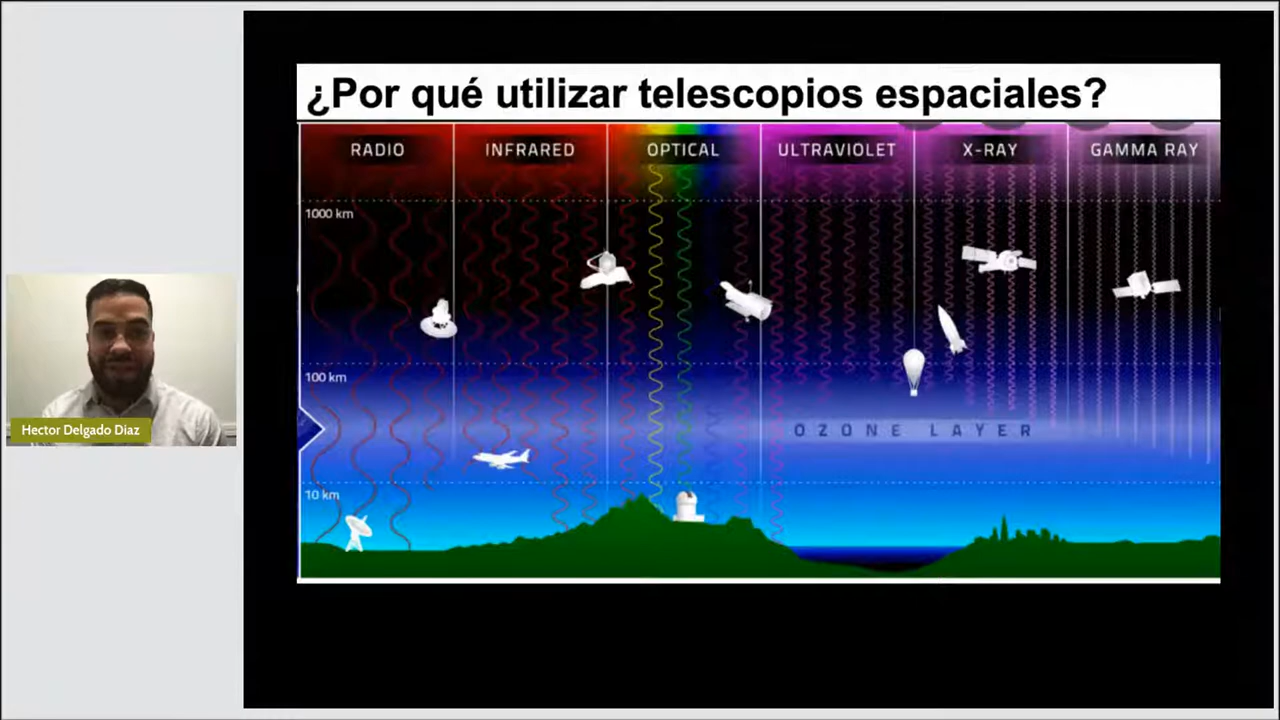 ¿Por qué utilizar telescopios espaciales?
RADIO INFRARED OPTICAL ULTRAVIOLET X-RAY GAMMA RAY
1000 km
100 km
OZONE LAYER
10 km
Hector Delgado Diaz